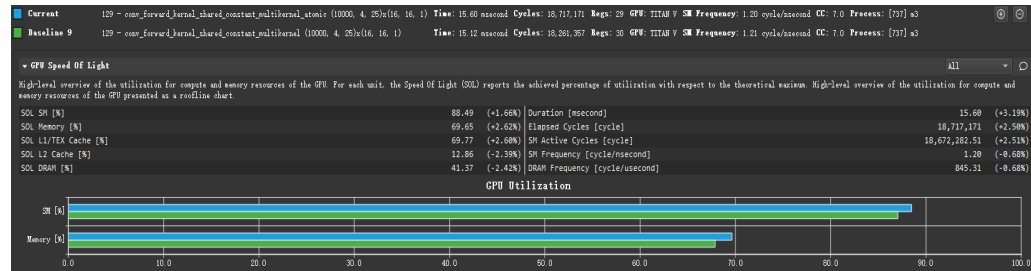 Current 129 - conv_forward_kernel_shared_constant_multikernel_atomic (10000, 4, 25)x(16, 16, 1) Time: 15.60 msecond Cycles: 18,717,171 Regs: 29 GPU: TITAN V SM Frequency: 1.20 cycle/nsecond CC: 7.0 Process: [737] m3
Baseline 9 129 - conv_forward_kernel_shared_constant_multikernel (10000, 4, 25)x(16, 16, 1) Time: 15.12 msecond Cycles: 18,261,357 Regs: 30 GPU: TITAN V SM Frequency: 1.21 cycle/nsecond CC: 7.0 Process: [737] m3
GPU Speed Of Light All
High-level overview of the utilization for compute and memory resources of the GPU. For each unit, the Speed Of Light (SOL) reports the achieved percentage of utilization with respect to the theoretical maximum. High-level overview of the utilization for compute and
memory resources of the GPU presented as a roofline chart.
SOL SM [%] 88.49 (+1.66%) Duration [msecond] 15.60 (+3.19%)
SOL Memory [%] 69.65 (+2.62%) Elapsed Cycles [cycle] 18,717,171 (+2.50%)
SOL L1/TEX Cache [%] 69.77 (+2.60%) SM Active Cycles [cycle] 18,672,282.51 (+2.51%)
SOL L2 Cache [%] 12.86 (-2.39%) SM Frequency [cycle/nsecond] 1.20 (-0.68%)
SOL DRAM [%] 41.37 (-2.42%) DRAM Frequency [cycle/usecond] 845.31 (-0.68%)
GPU Utilization
SM [%]
Memory [%]
0.0 10.0 20.0 30.0 40.0 50.0 60.0 70.0 80.0 90.0 100.0